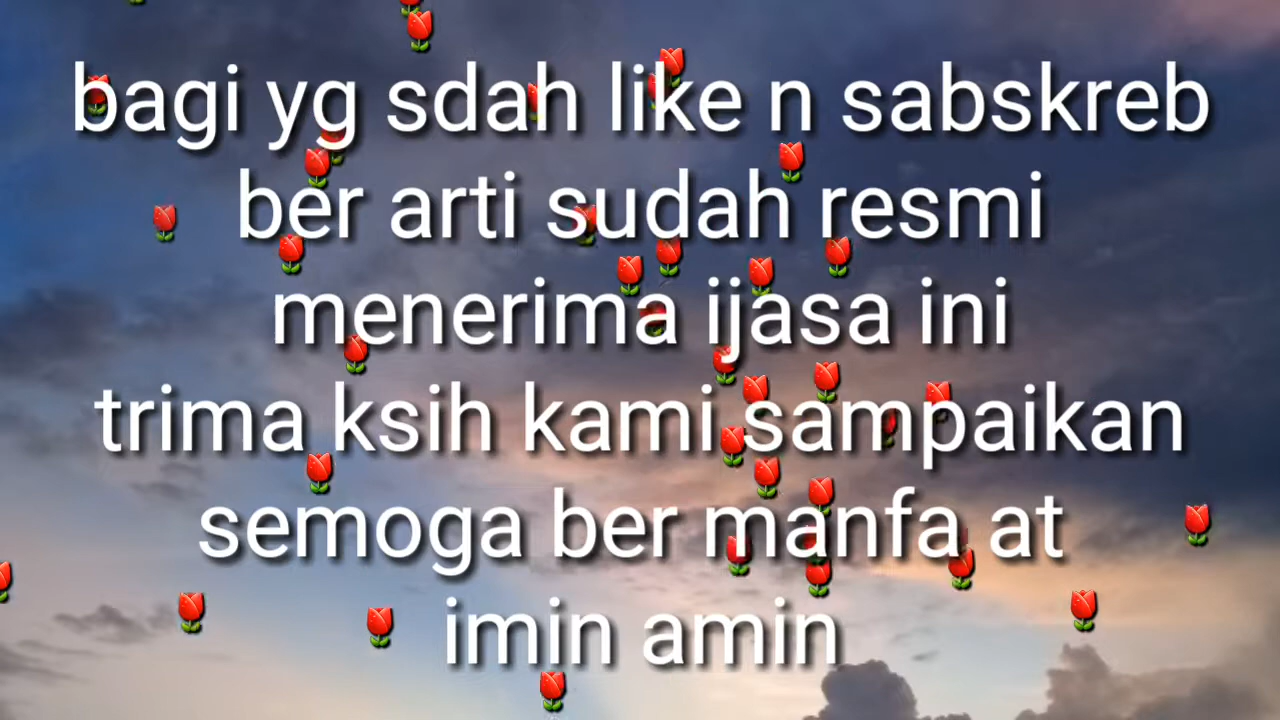 bagi yg sdah like n sabskreb
ber arti sudah resmi
menerima ijasa ini
trima ksih kami sampaikan
semoga ber manfa at
imin amin